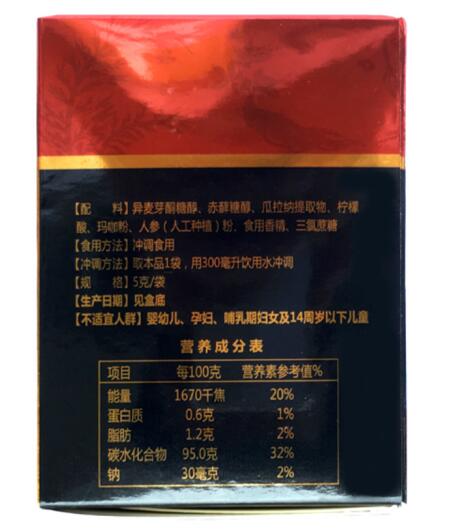 【配 料】异麦芽酮糖醇、赤藓糖醇、瓜拉纳提取物、柠檬
酸、玛咖粉、人参（人工种植）粉、食用香精、三氯蔗糖
【食用方法】冲调食用
【冲调方法】取本品1袋，用300毫升饮用水冲调
【规 格】5克/袋
【生产日期】见盒底
【不适宜人群】婴幼儿、孕妇、哺乳期妇女及14周岁以下儿童
营养成分表
项目 每100克 营养素参考值%
能量 1670千焦 20%
蛋白质 0.6克 1%
脂肪 1.2克 2%
碳水化合物 95.0克 32%
钠 30毫克 2%